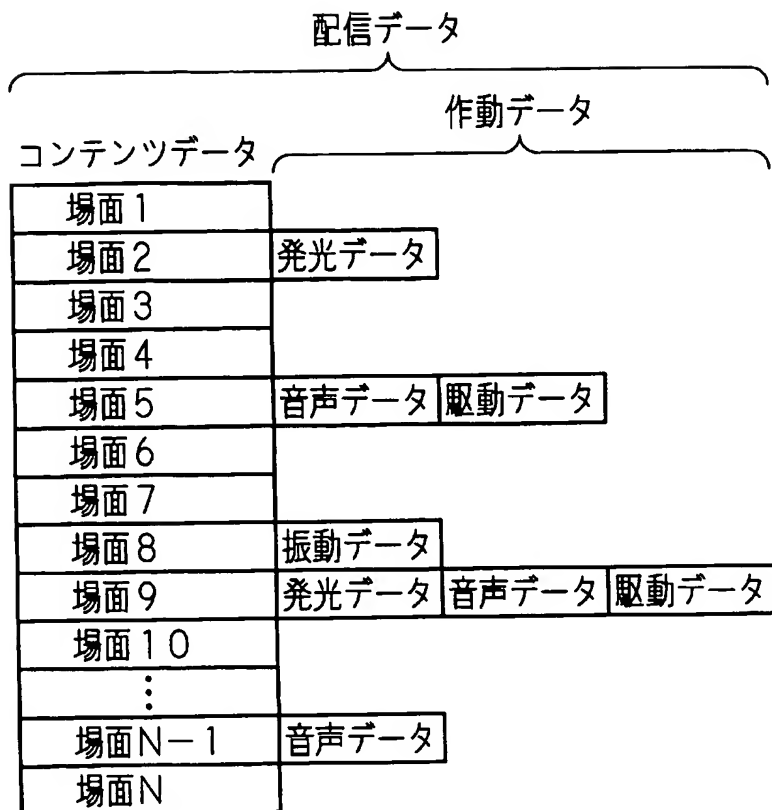 配信データ
作動データ
コンテンツデータ
場面1
場面2 発光データ
場面3
場面4
場面5 音声データ 駆動データ
場面6
場面7
場面8 振動データ
場面9 発光データ 音声データ 駆動データ
場面10
⋮
場面N−1 音声データ
場面N